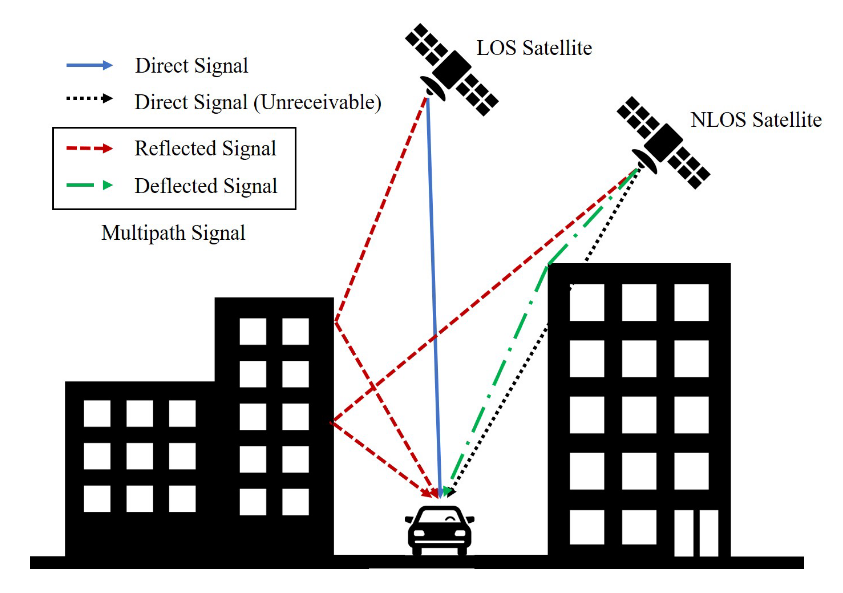 LOS Satellite
Direct Signal
Direct Signal (Unreceivable)
NLOS Satellite
Reflected Signal
Deflected Signal
Multipath Signal